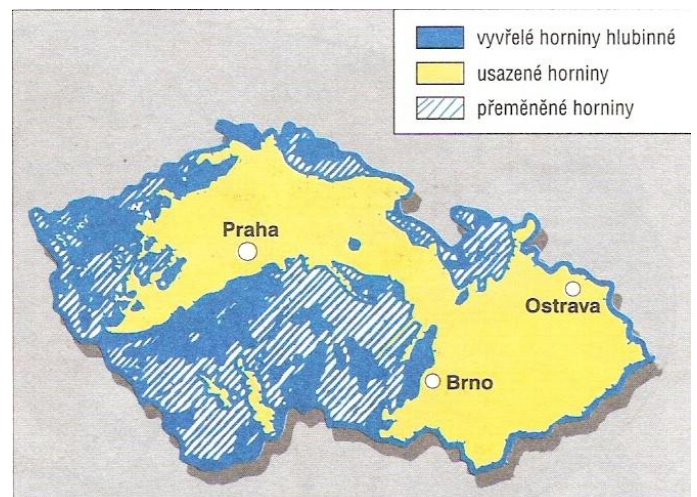 vyvřelé horniny hlubinné
usazené horniny
přeměněné horniny
Praha
Ostrava
Brno